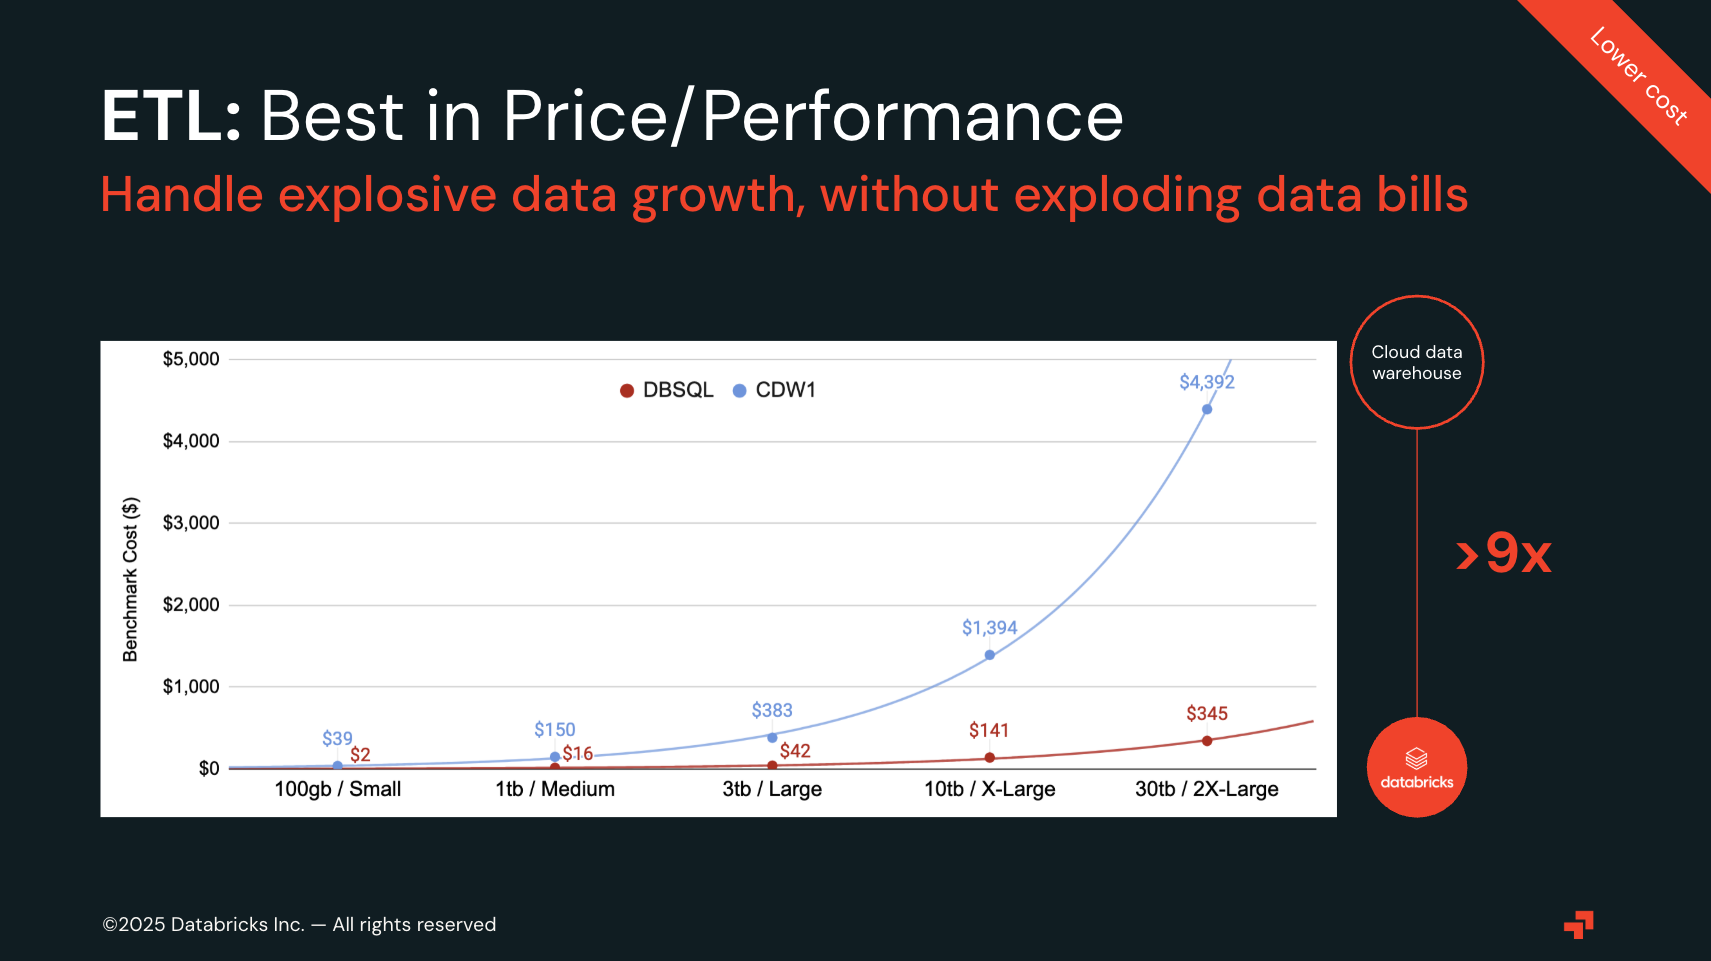 Lower cost
ETL: Best in Price/Performance
Handle explosive data growth, without exploding data bills
Cloud data
warehouse
>9x
databricks
Benchmark Cost ($)
$5,000
$4,000
$3,000
$2,000
$1,000
$0
DBSQL
CDW1
$39
$2
$150
$16
$383
$42
$1,394
$141
$4,392
$345
100gb / Small
1tb / Medium
3tb / Large
10tb / X-Large
30tb / 2X-Large
©2025 Databricks Inc. — All rights reserved